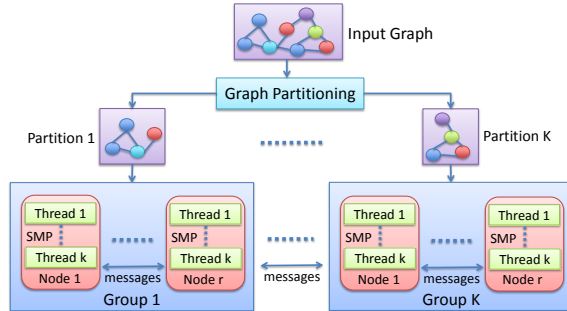 Input Graph
Graph Partitioning
Partition 1
Partition K
Thread 1
SMP
Thread k
Node 1
messages
Thread 1
SMP
Thread k
Node r
Group 1
messages
Thread 1
SMP
Thread k
Node 1
messages
Thread 1
SMP
Thread k
Node r
Group K